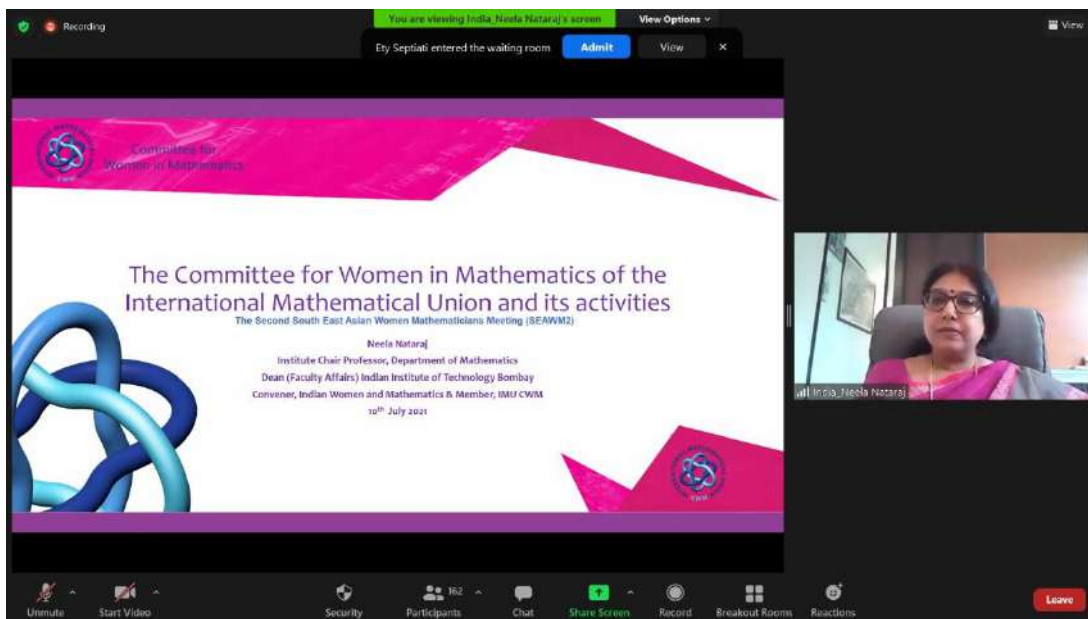 Recording
You are viewing India_Neela Nataraj's screen
View Options
View
Ety Septiati entered the waiting room
Admit
View
Committee for
Women in Mathematics
CWM
The Committee for Women in Mathematics of the
International Mathematical Union and its activities
The Second South East Asian Women Mathematicians Meeting (SEAWM2)
Neela Nataraj
Institute Chair Professor, Department of Mathematics
Dean (Faculty Affairs) Indian Institute of Technology Bombay
Convener, Indian Women and Mathematics & Member, IMU CWM
10th July 2021
India_Neela Nataraj
CWM
Unmute
Start Video
Security
162
Participants
Chat
Share Screen
Record
Breakout Rooms
Reactions
Leave